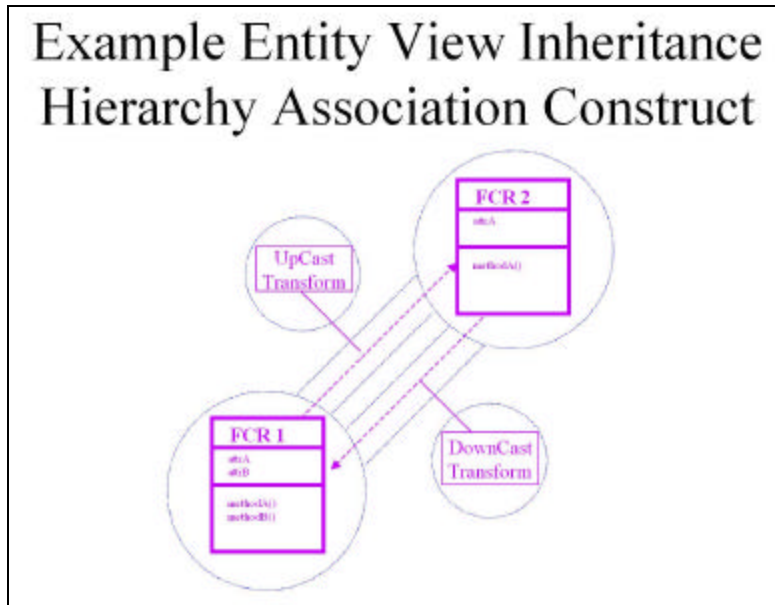 Example Entity View Inheritance
Hierarchy Association Construct
FCR 2
attrA
methodA()
UpCast
Transform
FCR 1
attrA
attrB
methodA()
methodB()
DownCast
Transform